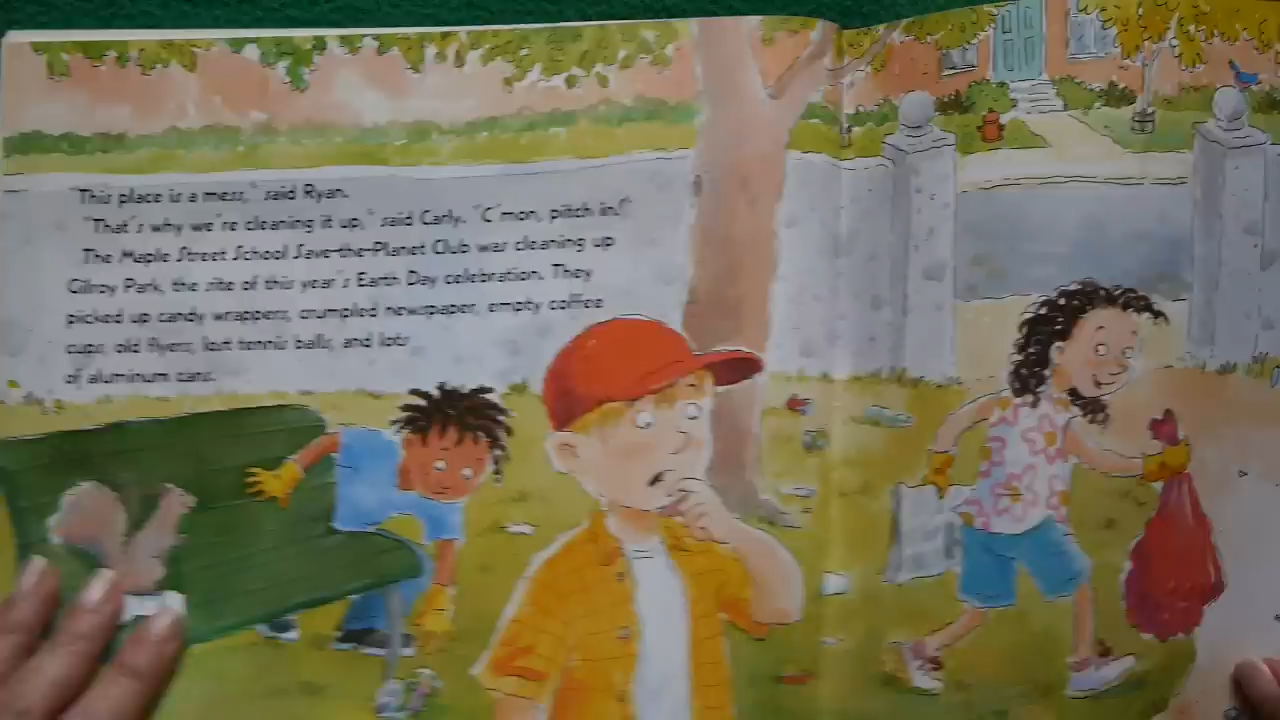 "This place is a mess," said Ryan.
"That's why we're cleaning it up," said Carly. "C'mon, pitch in!"
The Maple Street School Save-the-Planet Club was cleaning up
Gilroy Park, the site of this year's Earth Day celebration. They
picked up candy wrappers, crumpled newspaper, empty coffee
cups, old flyers, lost tennis balls, and lots
of aluminum cans.